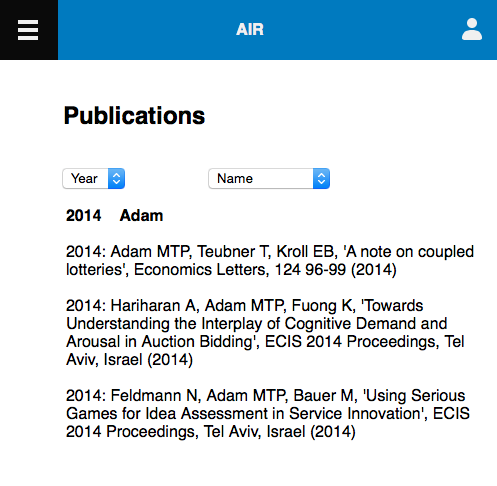 AIR
Publications
Year Name
2014 Adam
2014: Adam MTP, Teubner T, Kroll EB, 'A note on coupled
lotteries', Economics Letters, 124 96-99 (2014)
2014: Hariharan A, Adam MTP, Fuong K, 'Towards
Understanding the Interplay of Cognitive Demand and
Arousal in Auction Bidding', ECIS 2014 Proceedings, Tel
Aviv, Israel (2014)
2014: Feldmann N, Adam MTP, Bauer M, 'Using Serious
Games for Idea Assessment in Service Innovation', ECIS
2014 Proceedings, Tel Aviv, Israel (2014)